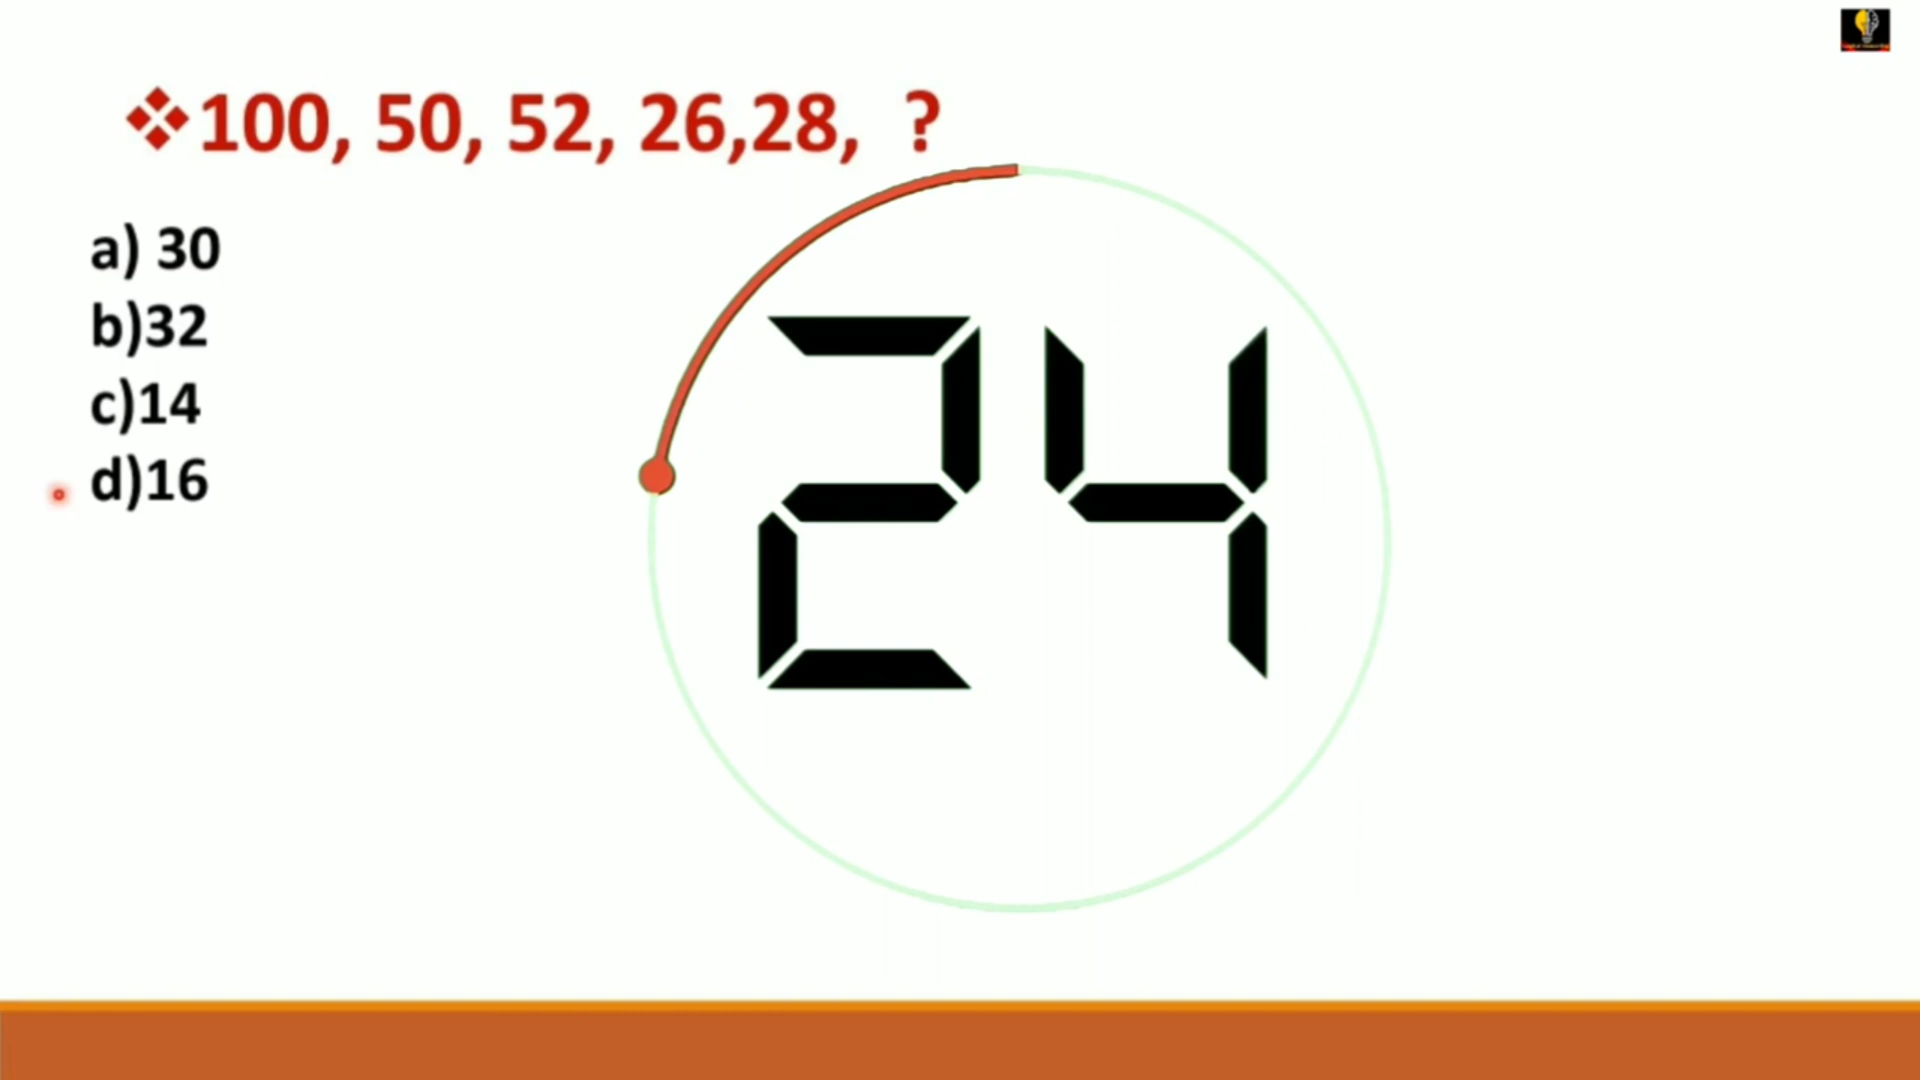 ❖100, 50, 52, 26,28, ?
a) 30
b)32
c)14
d)16
24